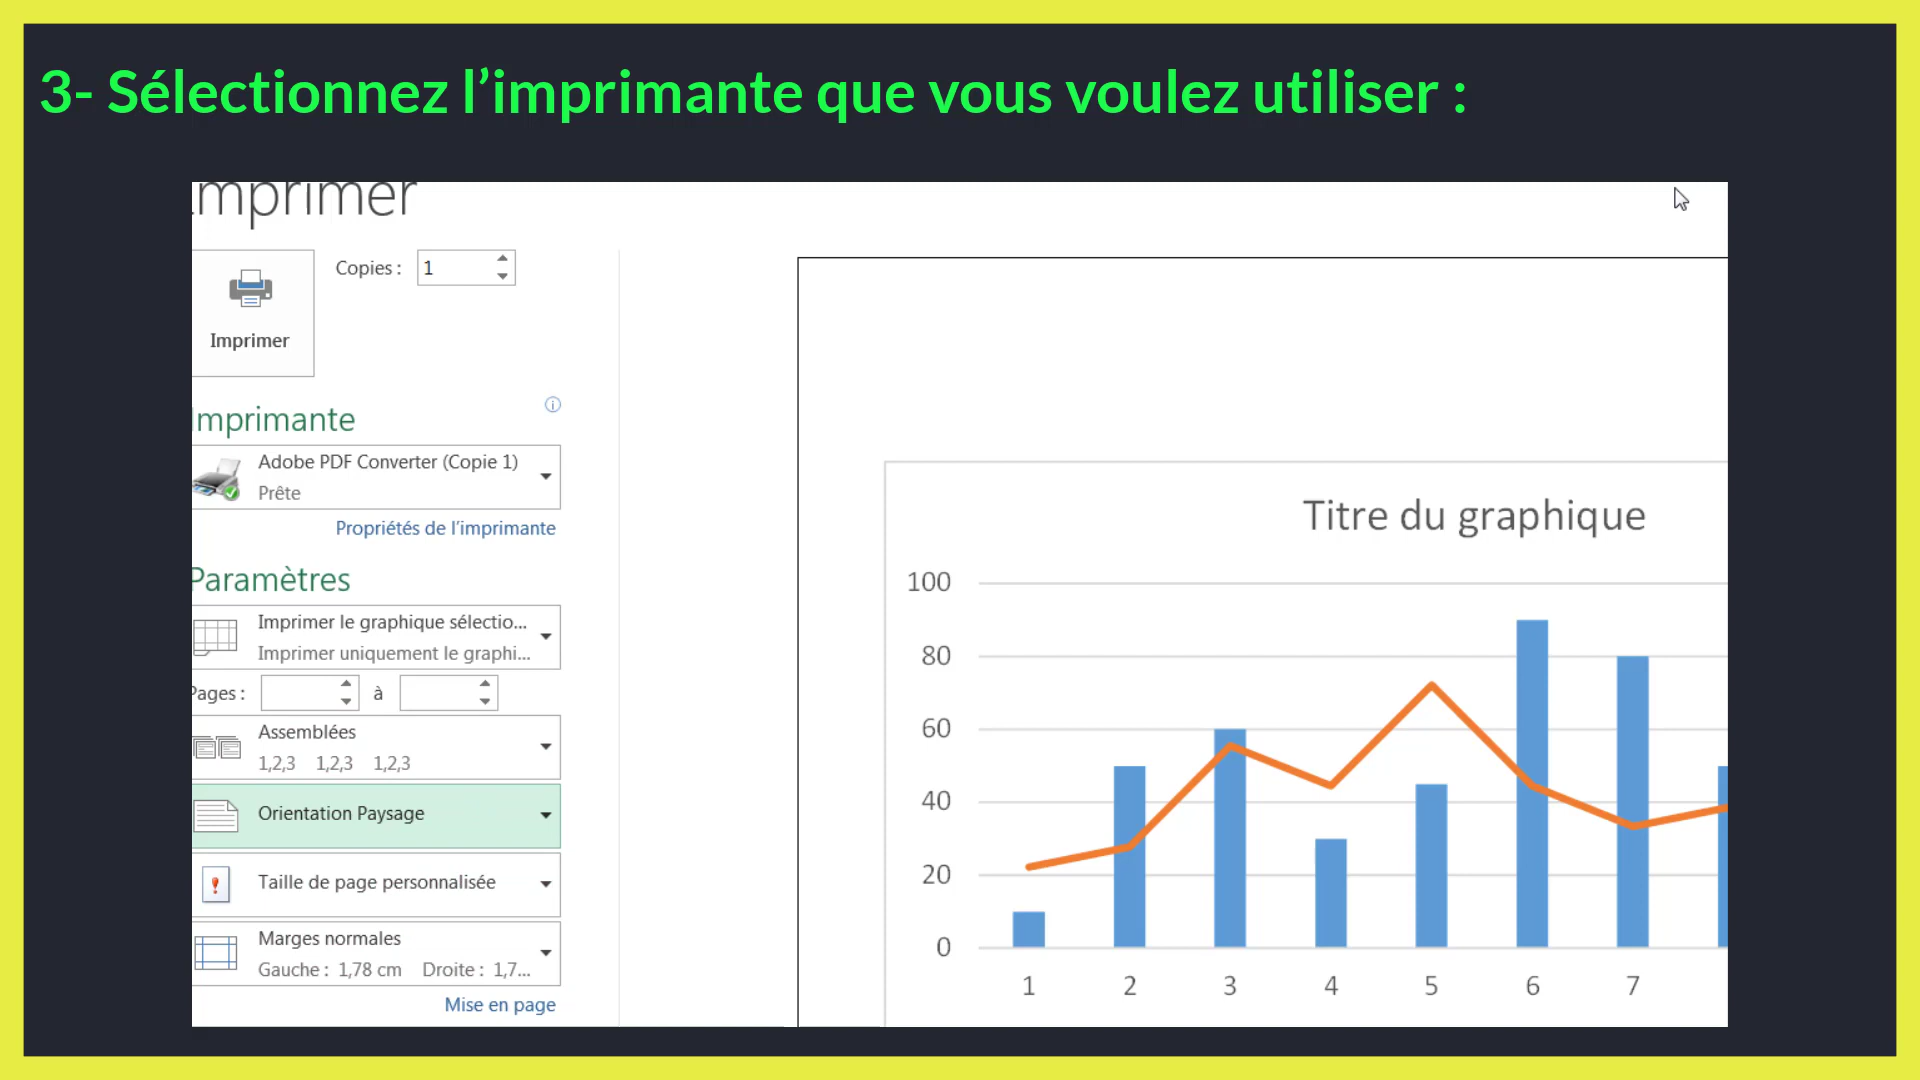 3- Sélectionnez l’imprimante que vous voulez utiliser :
Imprimer
Copies : 1
Imprimer
Imprimante
Adobe PDF Converter (Copie 1)
Prête
Propriétés de l'imprimante
Paramètres
Imprimer le graphique sélectio...
Imprimer uniquement le graphi...
Pages : à
Assemblées
1,2,3 1,2,3 1,2,3
Orientation Paysage
Taille de page personnalisée
Marges normales
Gauche : 1,78 cm Droite : 1,7...
Mise en page
Titre du graphique
100
80
60
40
20
0
1 2 3 4 5 6 7